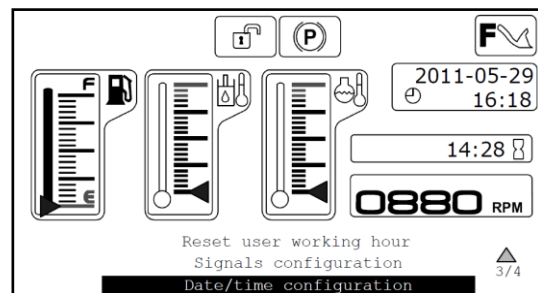 P
F
2011-05-29
16:18
F
E
14:28
0880 RPM
Reset user working hour
Signals configuration
3/4
Date/time configuration